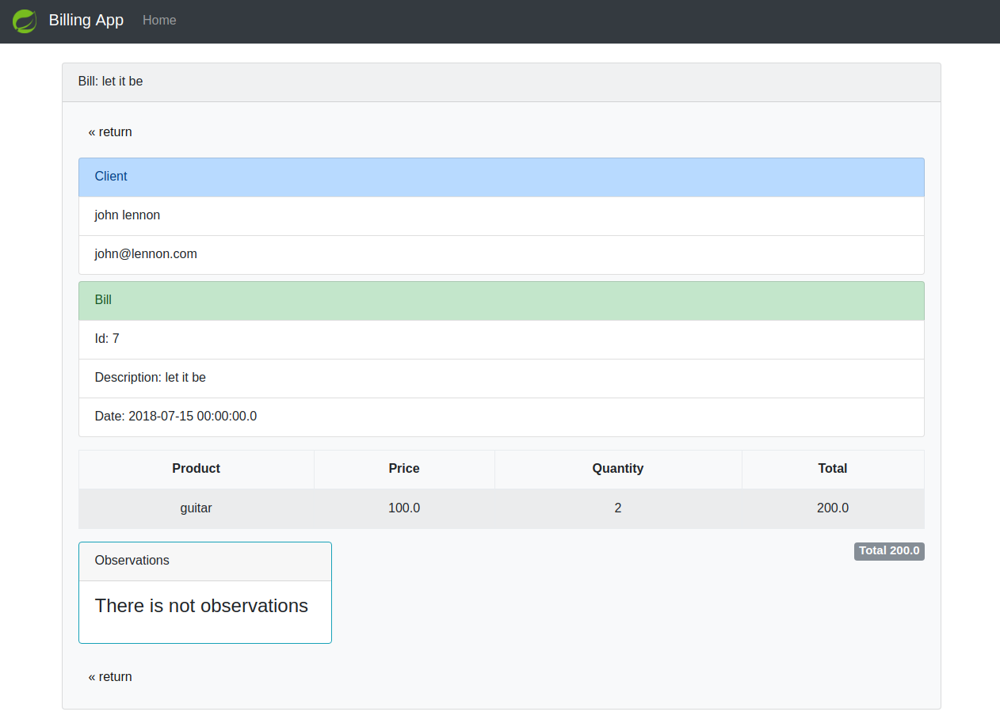 Billing App Home
Bill: let it be
« return
Client
john lennon
john@lennon.com
Bill
Id: 7
Description: let it be
Date: 2018-07-15 00:00:00.0
Product Price Quantity Total
guitar 100.0 2 200.0
Observations
Total 200.0
There is not observations
« return